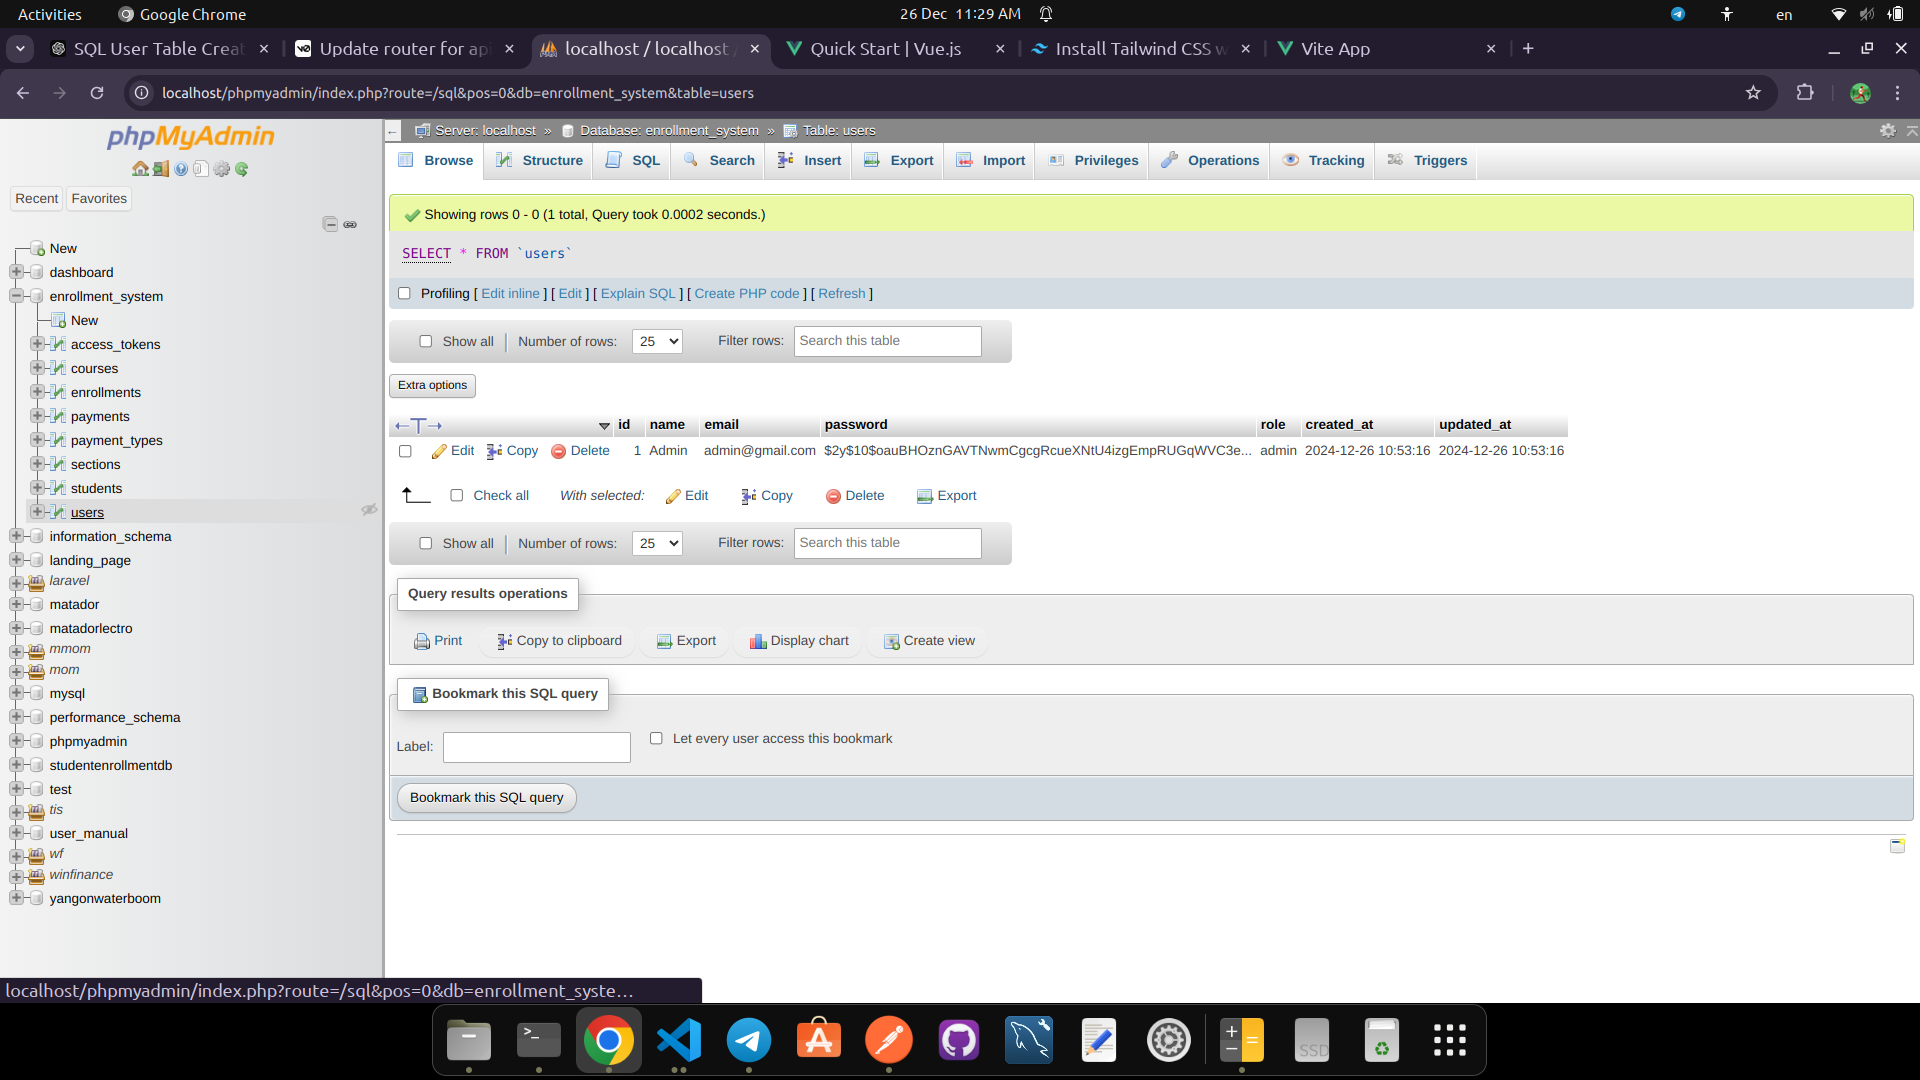 Activities
Google Chrome
26 Dec 11:29 AM
en
SQL User Table Creat
Update router for api
localhost / localhost /
Quick Start | Vue.js
Install Tailwind CSS w
Vite App
localhost/phpmyadmin/index.php?route=/sql&pos=0&db=enrollment_system&table=users
phpMyAdmin
Recent
Favorites
New
dashboard
enrollment_system
New
access_tokens
courses
enrollments
payments
payment_types
sections
students
users
information_schema
landing_page
laravel
matador
matadorlectro
mmom
mom
mysql
performance_schema
phpmyadmin
studentenrollmentdb
test
tis
user_manual
wf
winfinance
yangonwaterboom
Server: localhost » Database: enrollment_system » Table: users
Browse Structure SQL Search Insert Export Import Privileges Operations Tracking Triggers
Showing rows 0 - 0 (1 total, Query took 0.0002 seconds.)
SELECT * FROM `users`
Profiling [ Edit inline ] [ Edit ] [ Explain SQL ] [ Create PHP code ] [ Refresh ]
Show all Number of rows: 25 Filter rows: Search this table
Extra options
id name email password role created_at updated_at
Edit Copy Delete 1 Admin admin@gmail.com $2y$10$oauBHOznGAVTNwmCgcgRcueXNtU4izgEmpRUGqWVC3e... admin 2024-12-26 10:53:16 2024-12-26 10:53:16
Check all With selected: Edit Copy Delete Export
Show all Number of rows: 25 Filter rows: Search this table
Query results operations
Print Copy to clipboard Export Display chart Create view
Bookmark this SQL query
Label: Let every user access this bookmark
Bookmark this SQL query
localhost/phpmyadmin/index.php?route=/sql&pos=0&db=enrollment_syste…
SSD